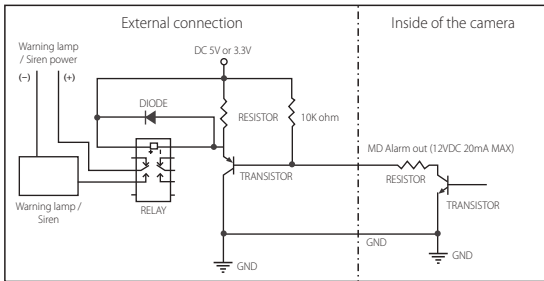 External connection
Inside of the camera
Warning lamp
/ Siren power
(−)
(+)
DC 5V or 3.3V
DIODE
RESISTOR
10K ohm
MD Alarm out (12VDC 20mA MAX)
TRANSISTOR
RESISTOR
TRANSISTOR
Warning lamp /
Siren
RELAY
GND
GND
GND